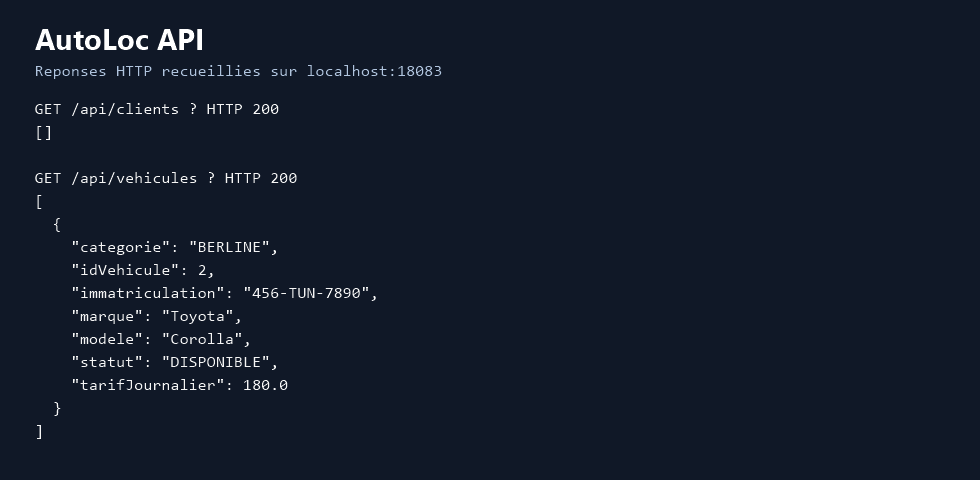 AutoLoc API
Reponses HTTP recueillies sur localhost:18083
GET /api/clients ? HTTP 200
[]
GET /api/vehicules ? HTTP 200
[
  {
    "categorie": "BERLINE",
    "idVehicule": 2,
    "immatriculation": "456-TUN-7890",
    "marque": "Toyota",
    "modele": "Corolla",
    "statut": "DISPONIBLE",
    "tarifJournalier": 180.0
  }
]